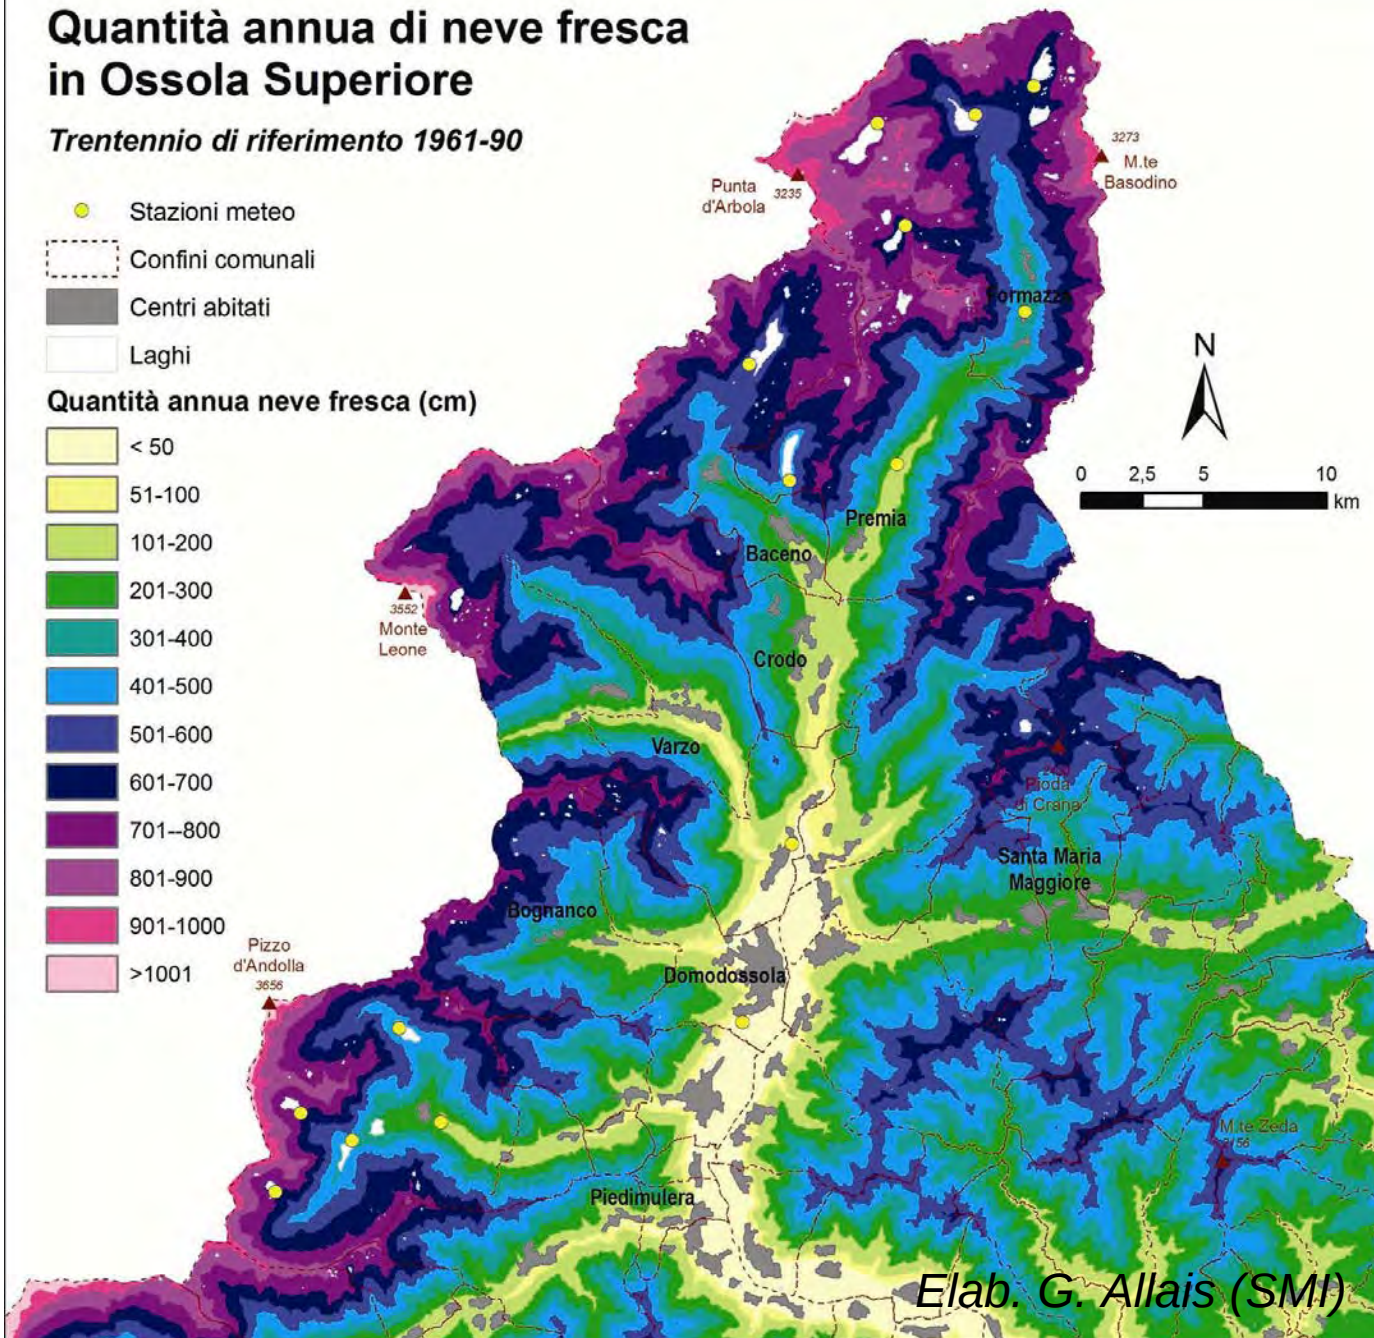 Quantità annua di neve fresca
in Ossola Superiore
Trentennio di riferimento 1961-90
Stazioni meteo
Confini comunali
Centri abitati
Laghi
Quantità annua neve fresca (cm)
< 50
51-100
101-200
201-300
301-400
401-500
501-600
601-700
701--800
801-900
901-1000
>1001
3273
M.te
Basodino
Punta
d'Arbola
3235
Formazza
N
0 2,5 5 10
km
Premia
Baceno
3552
Monte
Leone
Crodo
Varzo
Pioda
di Crana
Santa Maria
Maggiore
Bognanco
Pizzo
d'Andolla
3656
Domodossola
M.te Zeda
2156
Piedimulera
Elab. G. Allais (SMI)